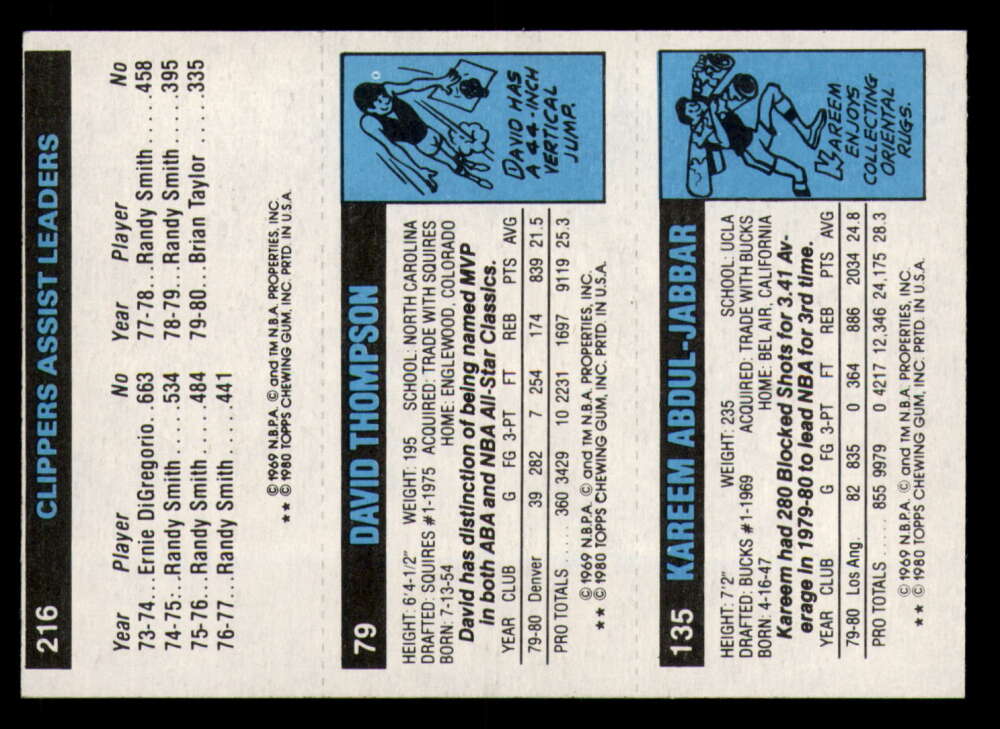 216 CLIPPERS ASSIST LEADERS
Year Player No Year Player No
73-74...Ernie DiGregorio..663 77-78...Randy Smith.....458
74-75...Randy Smith.....534 78-79...Randy Smith.....395
75-76...Randy Smith.....484 79-80...Brian Taylor.....335
76-77...Randy Smith.....441
© 1969 N.B.P.A. © and TM N.B.A. PROPERTIES, INC.
★★ © 1980 TOPPS CHEWING GUM, INC. PRTD. IN U.S.A.
79 DAVID THOMPSON
HEIGHT: 6'4-1/2" WEIGHT: 195 SCHOOL: NORTH CAROLINA
DRAFTED: SQUIRES #1-1975 ACQUIRED: TRADE WITH SQUIRES
BORN: 7-13-54 HOME: ENGLEWOOD, COLORADO
David has distinction of being named MVP
in both ABA and NBA All-Star Classics.
YEAR CLUB G FG 3-PT FT REB PTS AVG
79-80 Denver 39 282 7 254 174 839 21.5
PRO TOTALS..... 360 3429 10 2231 1697 9119 25.3
© 1969 N.B.P.A. © and TM N.B.A. PROPERTIES, INC.
★★ © 1980 TOPPS CHEWING GUM, INC. PRTD. IN U.S.A.
DAVID HAS
A 44-INCH
VERTICAL
JUMP.
135 KAREEM ABDUL-JABBAR
HEIGHT: 7'2" WEIGHT: 235 SCHOOL: UCLA
DRAFTED: BUCKS #1-1969 ACQUIRED: TRADE WITH BUCKS
BORN: 4-16-47 HOME: BEL AIR, CALIFORNIA
Kareem had 280 Blocked Shots for 3.41 Av-
erage in 1979-80 to lead NBA for 3rd time.
YEAR CLUB G FG 3-PT FT REB PTS AVG
79-80 Los Ang. 82 835 0 364 886 2034 24.8
PRO TOTALS..... 855 9979 0 4217 12,346 24,175 28.3
© 1969 N.B.P.A. © and TM N.B.A. PROPERTIES, INC.
★★ © 1980 TOPPS CHEWING GUM, INC. PRTD. IN U.S.A.
KAREEM
ENJOYS
COLLECTING
ORIENTAL
RUGS.